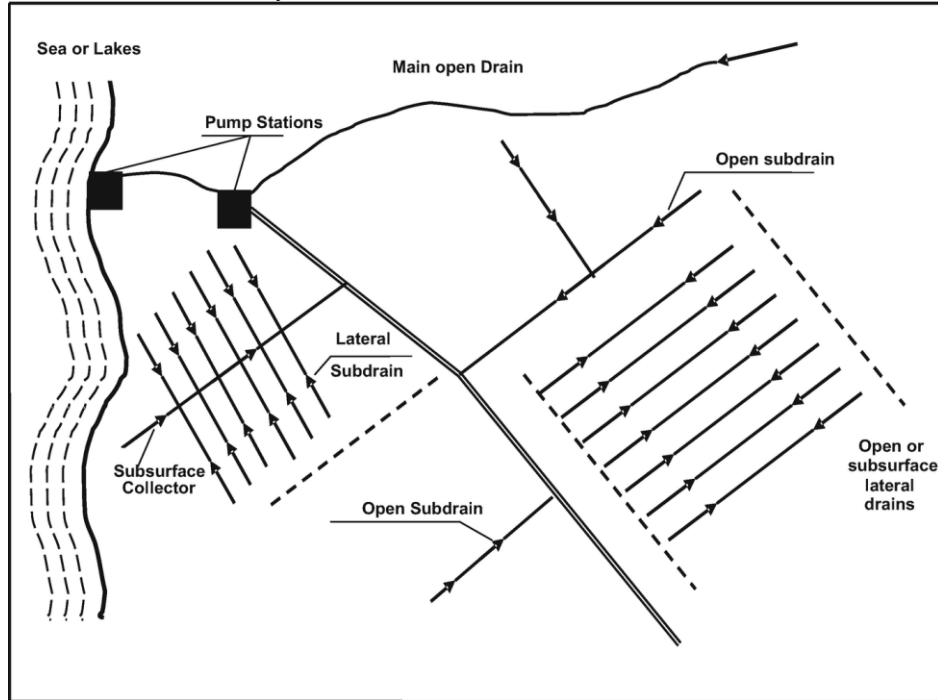 Sea or Lakes
Main open Drain
Pump Stations
Open subdrain
Lateral
Subdrain
Subsurface
Collector
Open Subdrain
Open or
subsurface
lateral
drains